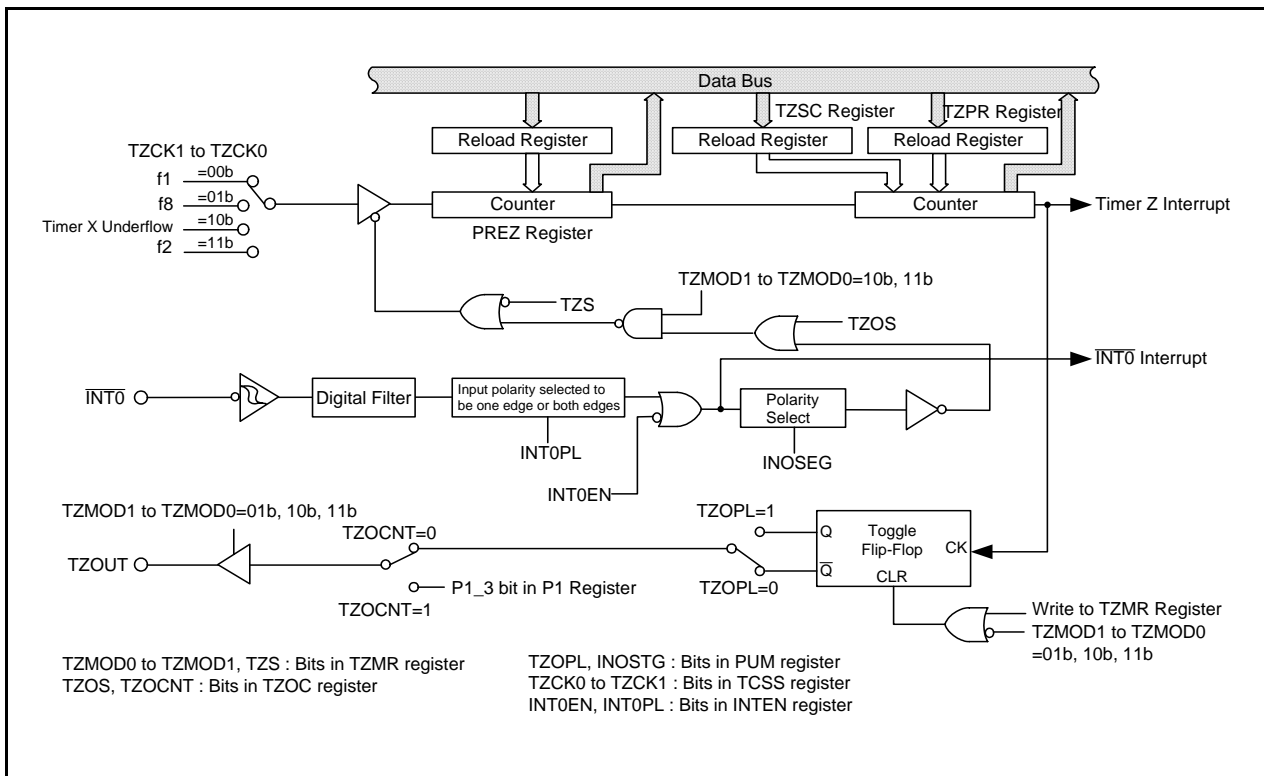 Data Bus
TZSC Register
TZPR Register
Reload Register
Reload Register
Reload Register
TZCK1 to TZCK0
f1
=00b
f8
=01b
Timer X Underflow
=10b
f2
=11b
Counter
Counter
Timer Z Interrupt
PREZ Register
TZMOD1 to TZMOD0=10b, 11b
TZS
TZOS
INT0 Interrupt
INT0
Digital Filter
Input polarity selected to
be one edge or both edges
Polarity
Select
INT0PL
INOSEG
INT0EN
TZMOD1 to TZMOD0=01b, 10b, 11b
TZOCNT=0
TZOPL=1
Q
Toggle
Flip-Flop
CK
TZOUT
Q
CLR
P1_3 bit in P1 Register
TZOPL=0
TZOCNT=1
Write to TZMR Register
TZMOD1 to TZMOD0
=01b, 10b, 11b
TZMOD0 to TZMOD1, TZS : Bits in TZMR register
TZOS, TZOCNT : Bits in TZOC register
TZOPL, INOSTG : Bits in PUM register
TZCK0 to TZCK1 : Bits in TCSS register
INT0EN, INT0PL : Bits in INTEN register